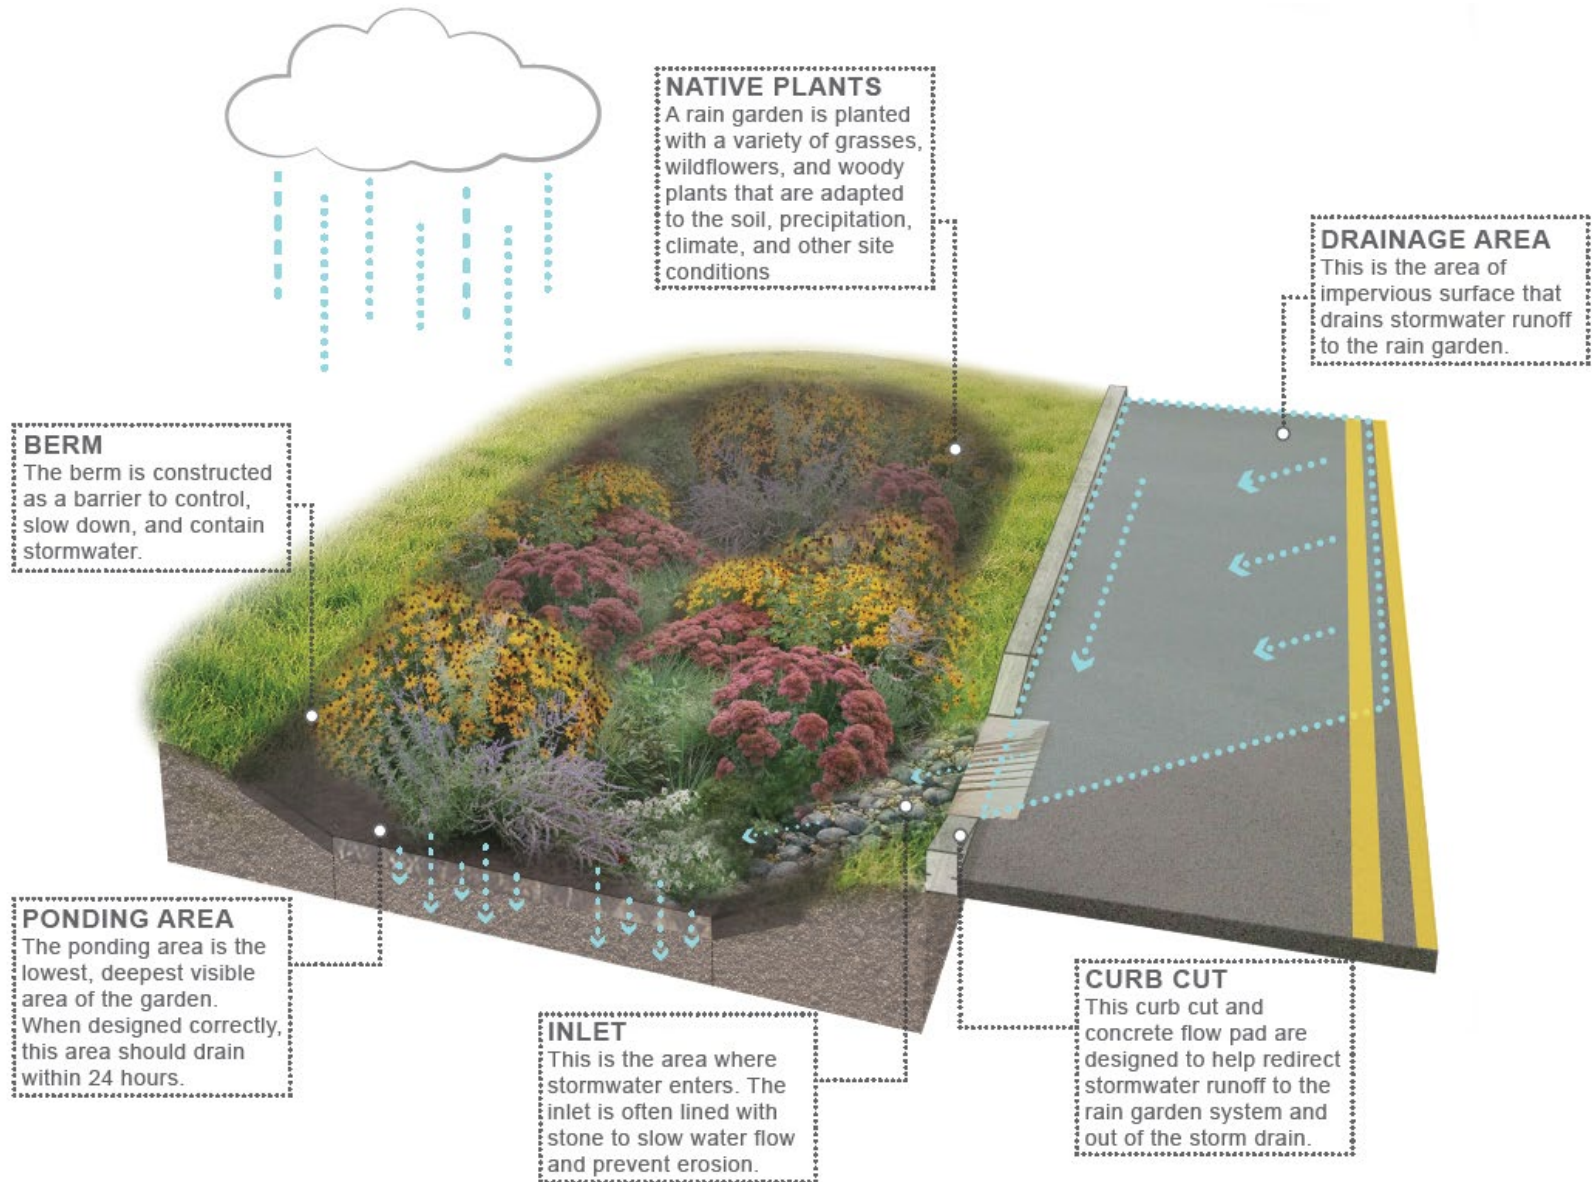 NATIVE PLANTS
A rain garden is planted
with a variety of grasses,
wildflowers, and woody
plants that are adapted
to the soil, precipitation,
climate, and other site
conditions
DRAINAGE AREA
This is the area of
impervious surface that
drains stormwater runoff
to the rain garden.
BERM
The berm is constructed
as a barrier to control,
slow down, and contain
stormwater.
PONDING AREA
The ponding area is the
lowest, deepest visible
area of the garden.
When designed correctly,
this area should drain
within 24 hours.
INLET
This is the area where
stormwater enters. The
inlet is often lined with
stone to slow water flow
and prevent erosion.
CURB CUT
This curb cut and
concrete flow pad are
designed to help redirect
stormwater runoff to the
rain garden system and
out of the storm drain.